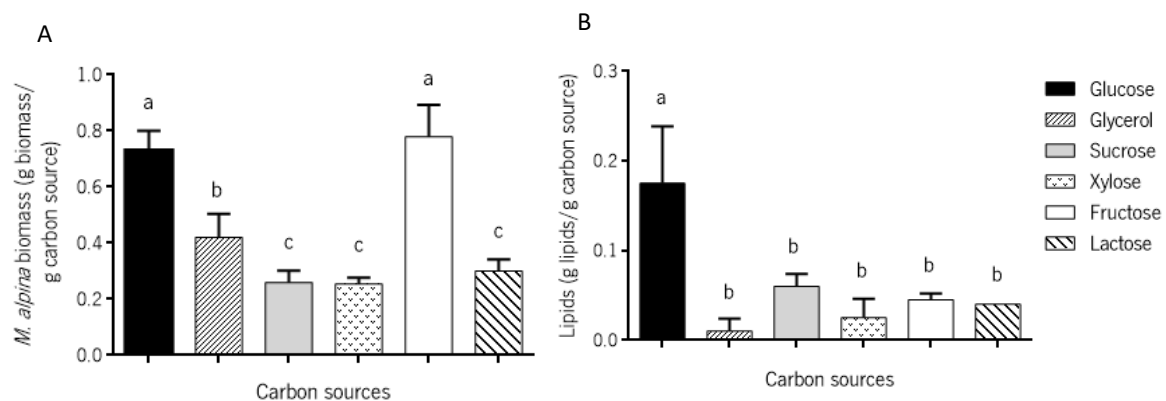 A
M. alpina biomass (g biomass/
g carbon source)
1.0
0.8
0.6
0.4
0.2
0.0
a
b
c
c
a
c
Carbon sources
B
Lipids (g lipids/g carbon source)
0.3
0.2
0.1
0.0
a
b
b
b
b
b
Carbon sources
Glucose
Glycerol
Sucrose
Xylose
Fructose
Lactose